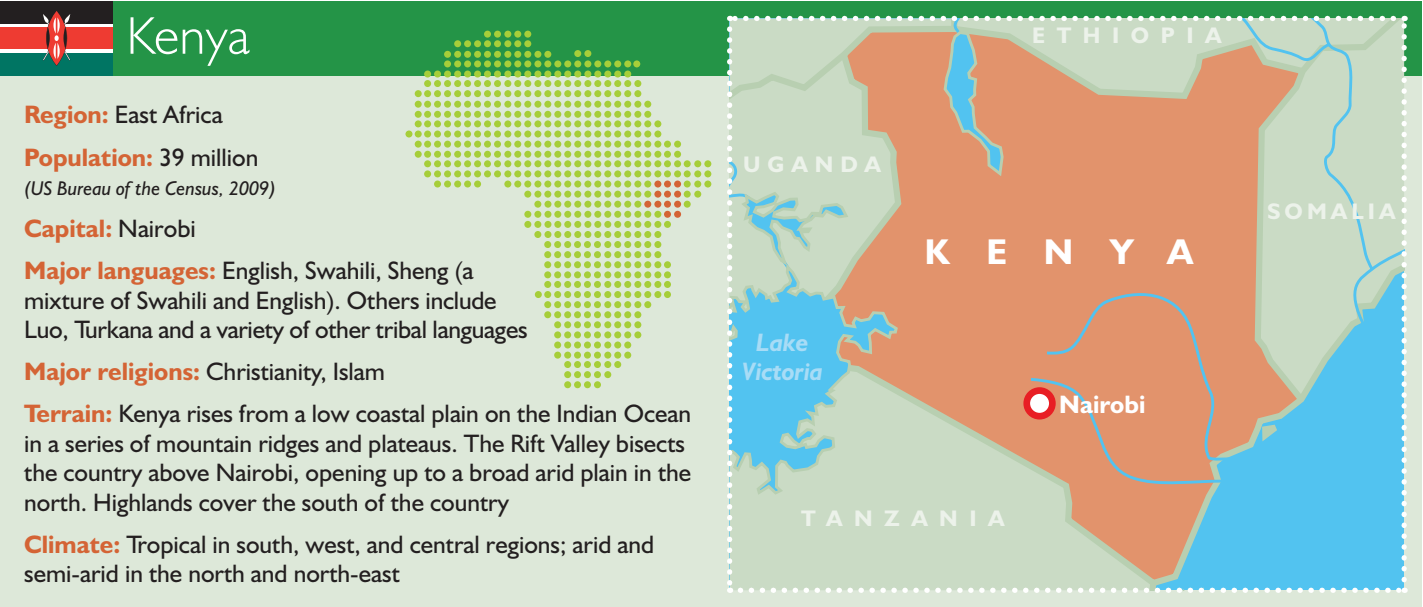 Kenya
Region: East Africa
Population: 39 million
(US Bureau of the Census, 2009)
Capital: Nairobi
Major languages: English, Swahili, Sheng (a
mixture of Swahili and English). Others include
Luo, Turkana and a variety of other tribal languages
Major religions: Christianity, Islam
Terrain: Kenya rises from a low coastal plain on the Indian Ocean
in a series of mountain ridges and plateaus. The Rift Valley bisects
the country above Nairobi, opening up to a broad arid plain in the
north. Highlands cover the south of the country
Climate: Tropical in south, west, and central regions; arid and
semi-arid in the north and north-east
ETHIOPIA
UGANDA
SOMALIA
KENYA
Lake
Victoria
Nairobi
TANZANIA